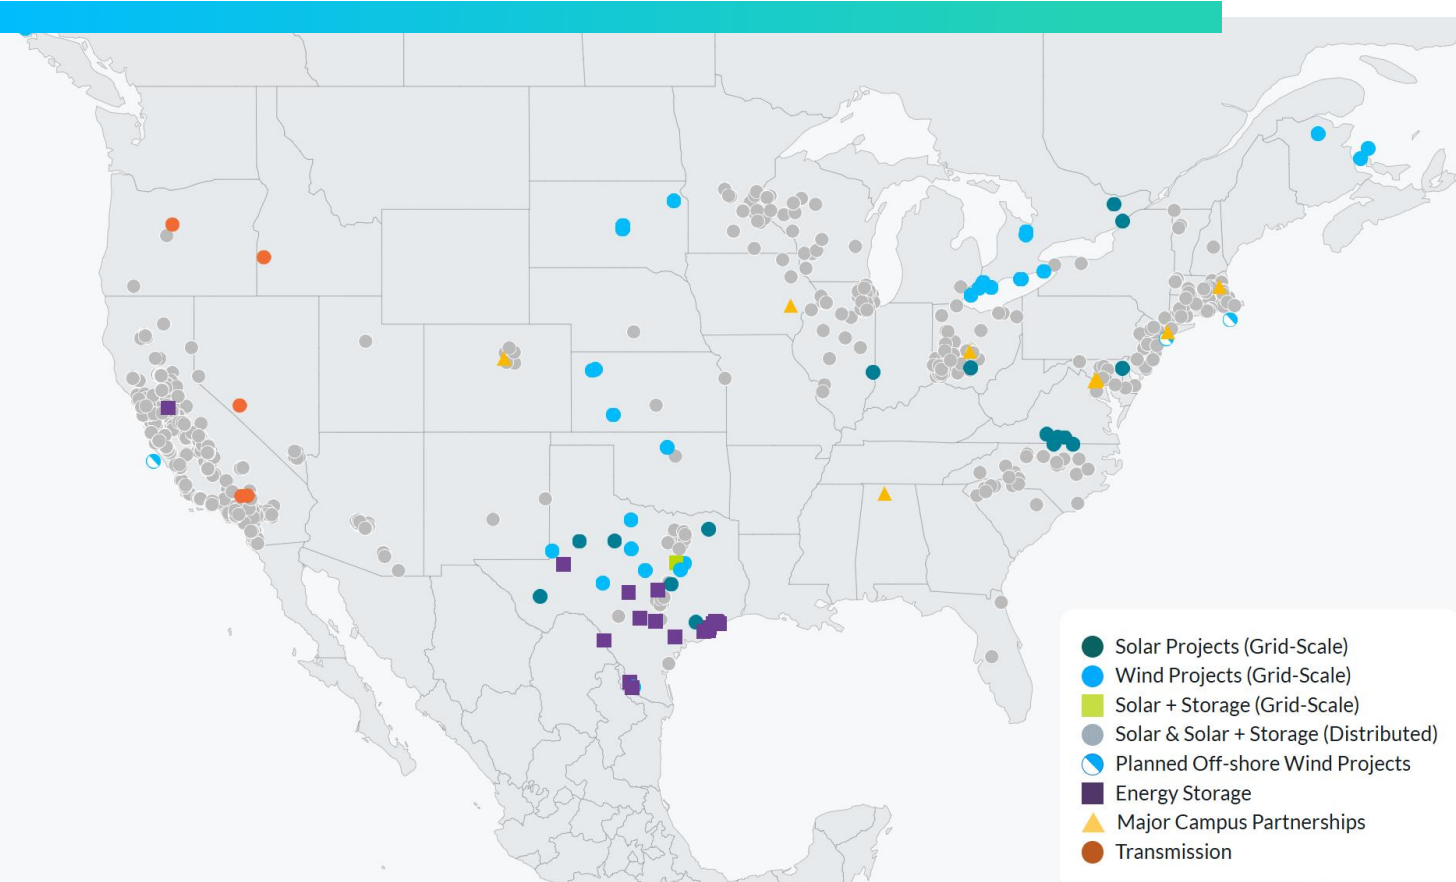 Solar Projects (Grid-Scale)
Wind Projects (Grid-Scale)
Solar + Storage (Grid-Scale)
Solar & Solar + Storage (Distributed)
Planned Off-shore Wind Projects
Energy Storage
Major Campus Partnerships
Transmission